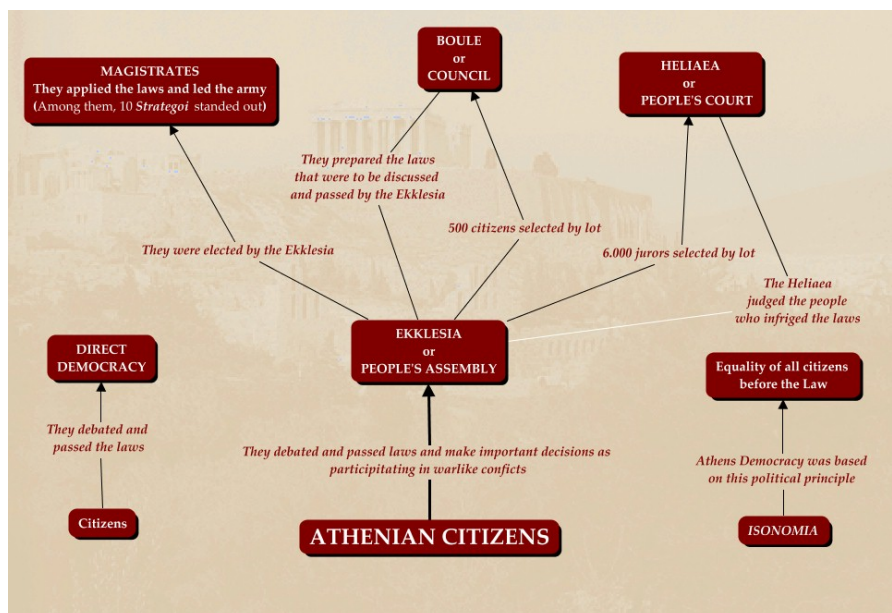 BOULE
or
COUNCIL
MAGISTRATES
They applied the laws and led the army
(Among them, 10 Strategoi standed out)
HELIAEA
or
PEOPLE'S COURT
They prepared the laws
that were to be discussed
and passed by the Ekklesia
500 citizens selected by lot
They were elected by the Ekklesia
6.000 jurors selected by lot
The Heliaea
judged the people
who infriged the laws
EKKLESIA
or
PEOPLE'S ASSEMBLY
DIRECT
DEMOCRACY
Equality of all citizens
before the Law
They debated and
passed the laws
They debated and passed laws and make important decisions as
participitating in warlike conficts
Athens Democracy was based
on this political principle
Citizens
ATHENIAN CITIZENS
ISONOMIA